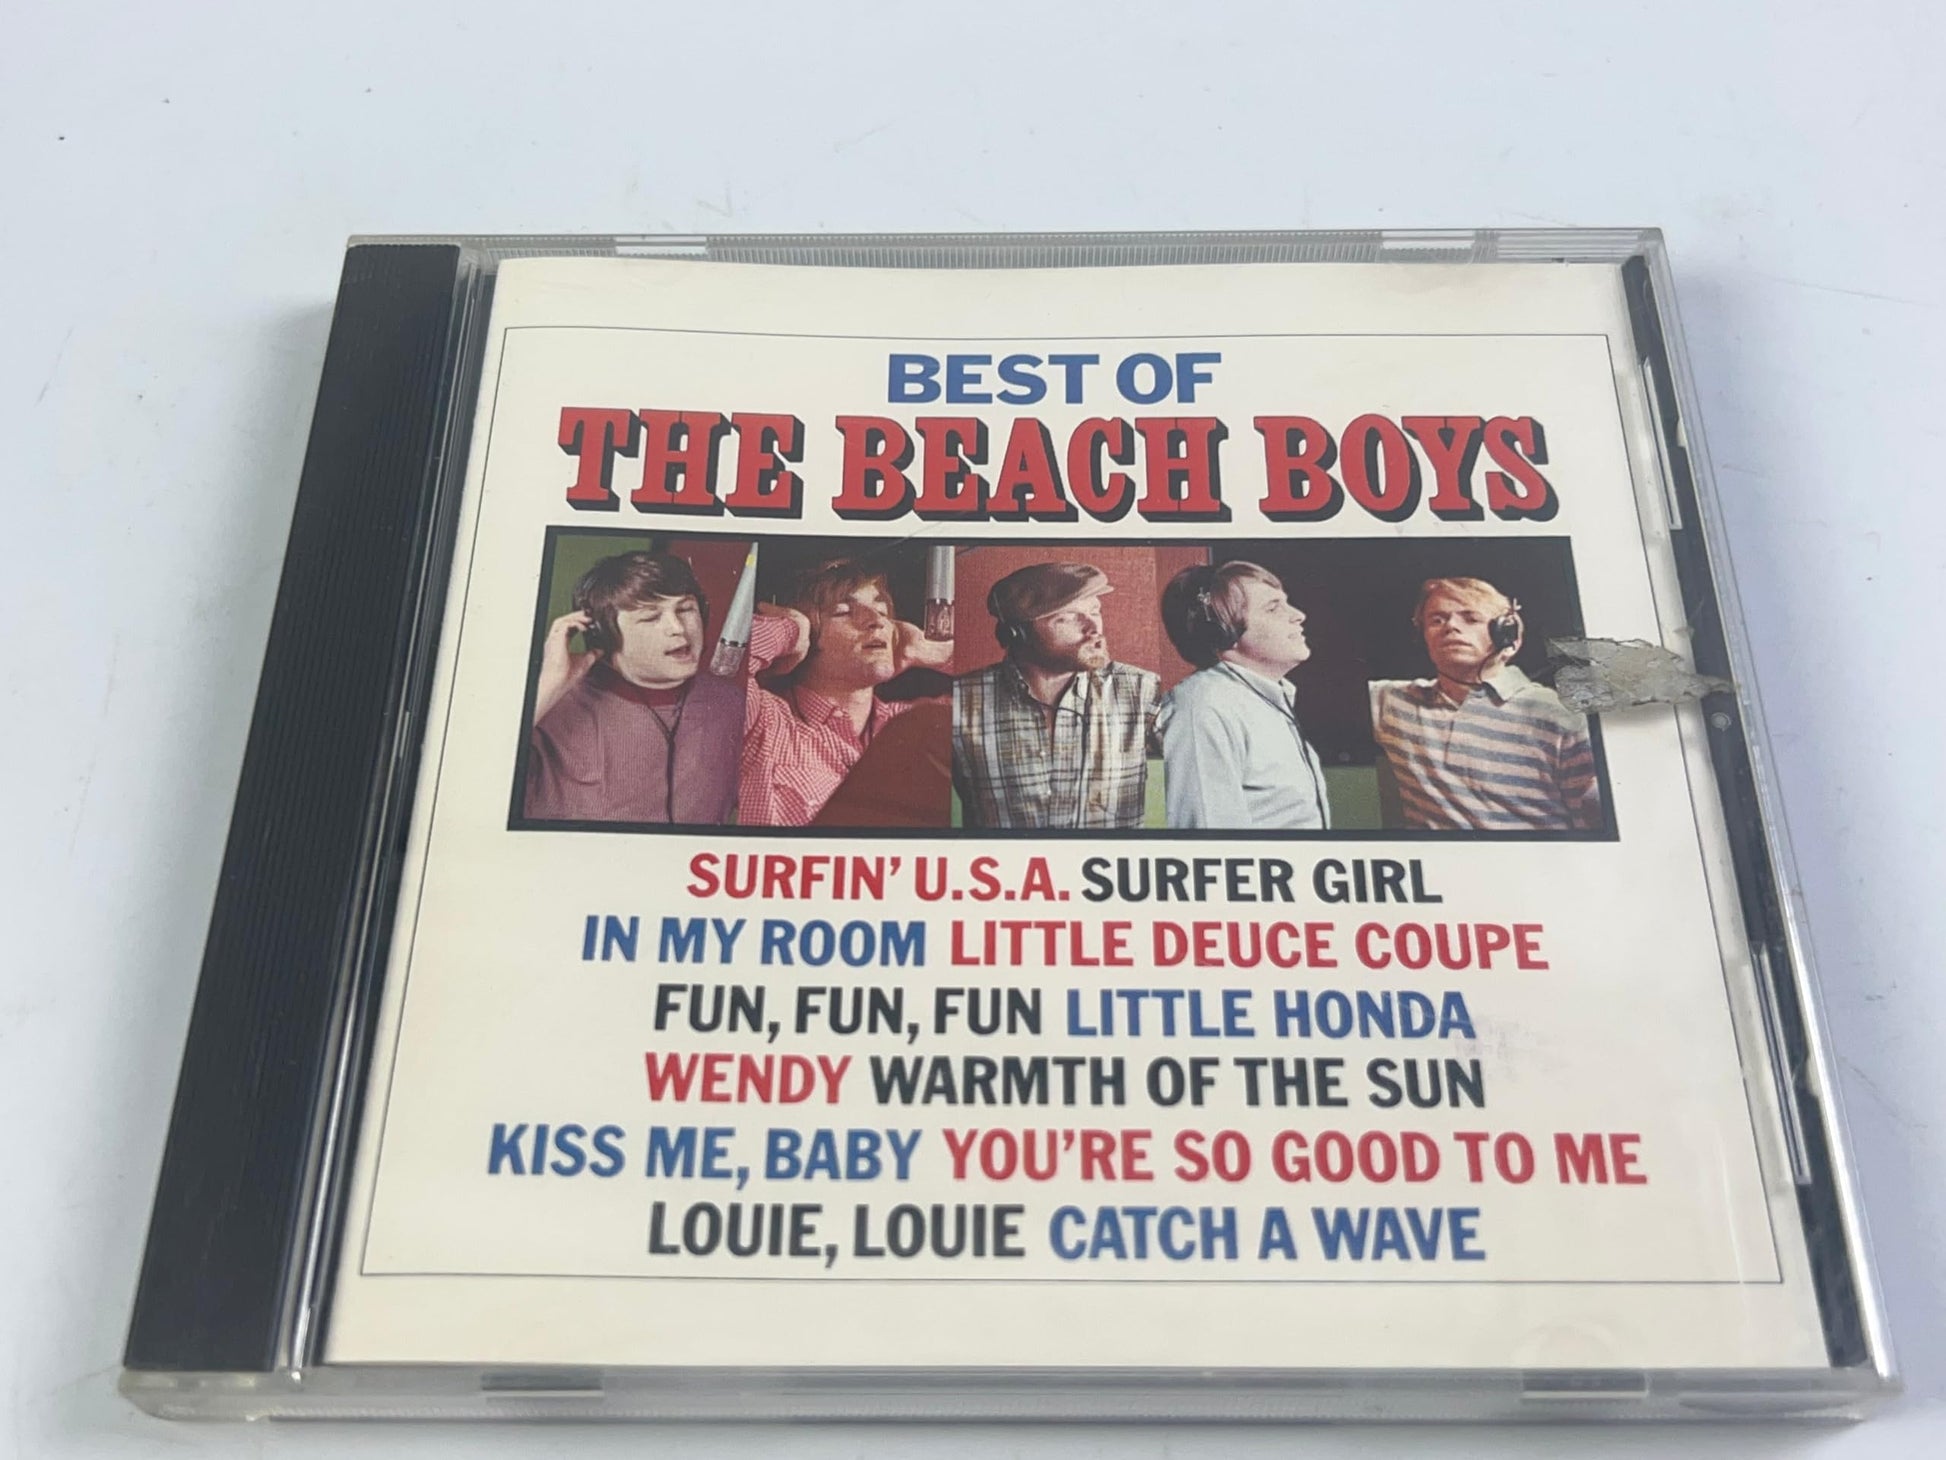 BEST OF
THE BEACH BOYS
SURFIN' U.S.A. SURFER GIRL
IN MY ROOM LITTLE DEUCE COUPE
FUN, FUN, FUN LITTLE HONDA
WENDY WARMTH OF THE SUN
KISS ME, BABY YOU'RE SO GOOD TO ME
LOUIE, LOUIE CATCH A WAVE